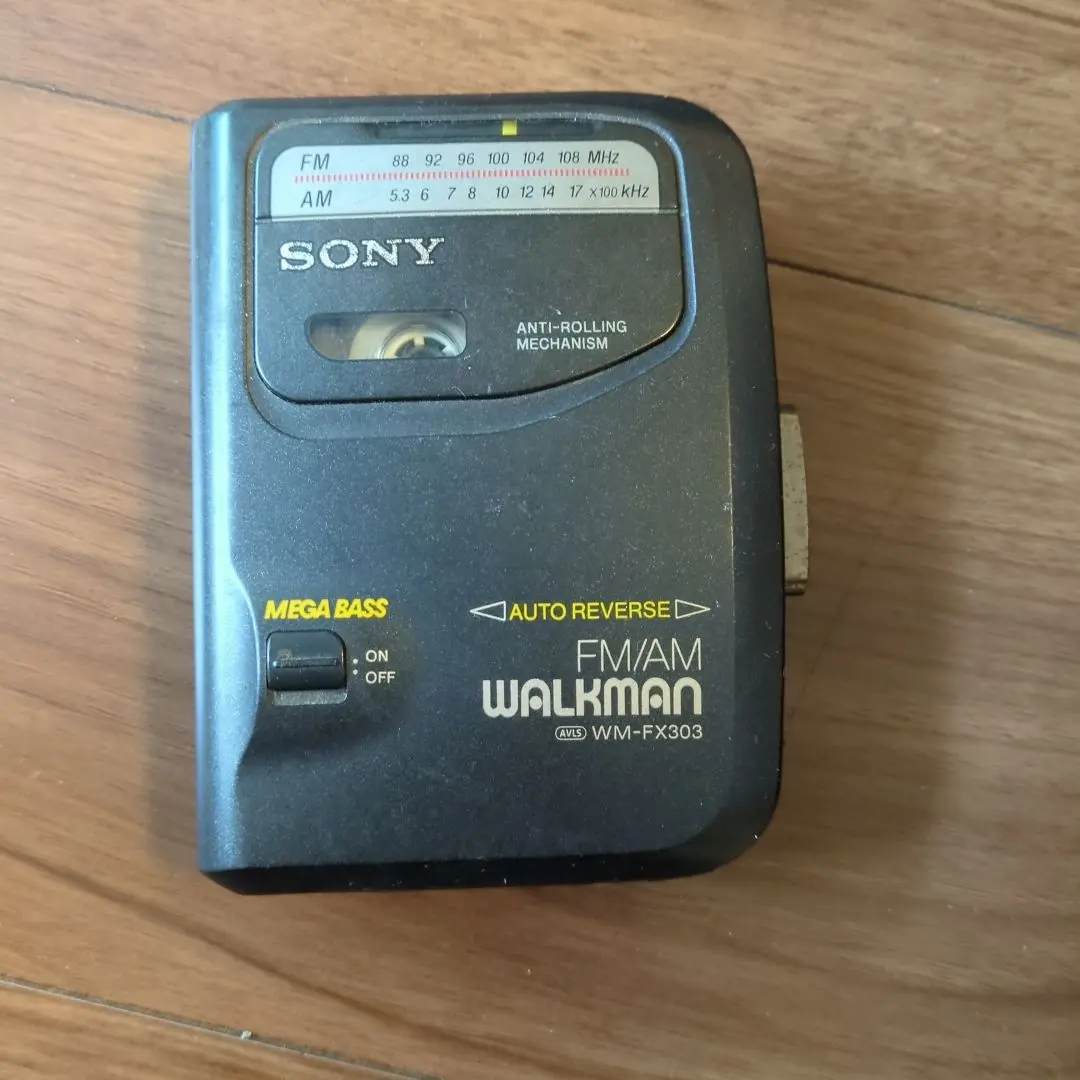 FM 88 92 96 100 104 108 MHz
AM 5.3 6 7 8 10 12 14 17 x100 kHz
SONY
ANTI-ROLLING
MECHANISM
MEGA BASS
ON
OFF
AUTO REVERSE
FM/AM
WALKMAN
AVLS WM-FX303